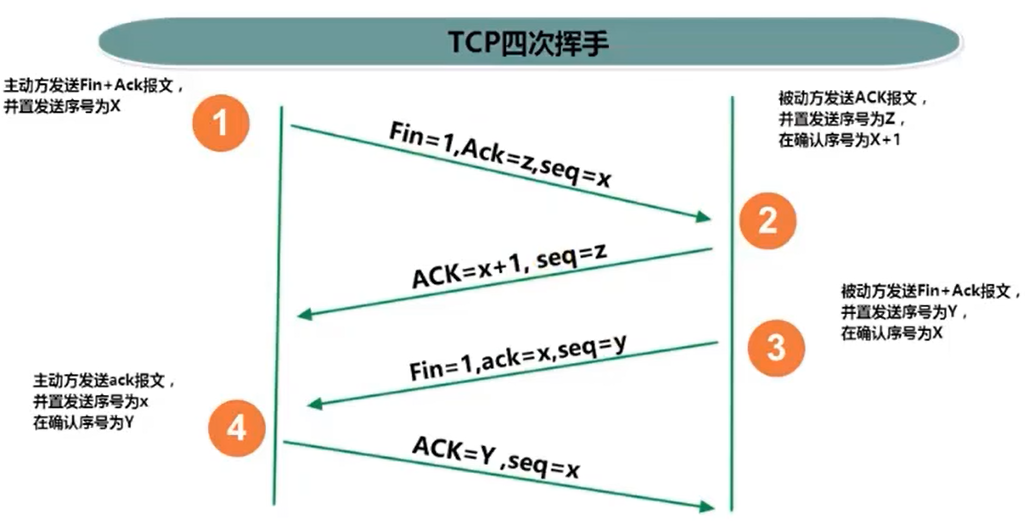 TCP四次挥手
主动方发送Fin+Ack报文，
并置发送序号为X
1
Fin=1,Ack=z,seq=x
被动方发送ACK报文，
并置发送序号为Z，
在确认序号为X+1
2
ACK=x+1, seq=z
被动方发送Fin+Ack报文，
并置发送序号为Y，
在确认序号为X
3
Fin=1,ack=x,seq=y
主动方发送ack报文，
并置发送序号为x
在确认序号为Y
4
ACK=Y ,seq=x